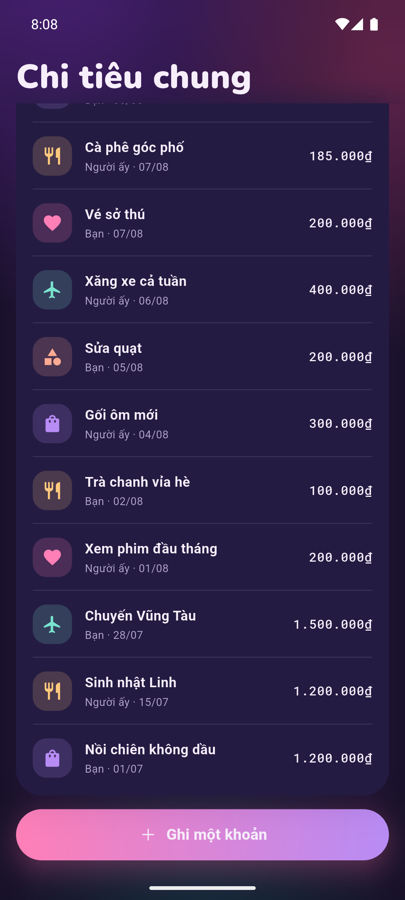 8:08
Chi tiêu chung
Cà phê góc phố
185.000₫
Người ấy · 07/08
Vé sở thú
200.000₫
Bạn · 07/08
Xăng xe cả tuần
400.000₫
Người ấy · 06/08
Sửa quạt
200.000₫
Bạn · 05/08
Gối ôm mới
300.000₫
Người ấy · 04/08
Trà chanh vỉa hè
100.000₫
Bạn · 02/08
Xem phim đầu tháng
200.000₫
Người ấy · 01/08
Chuyến Vũng Tàu
1.500.000₫
Bạn · 28/07
Sinh nhật Linh
1.200.000₫
Người ấy · 15/07
Nồi chiên không dầu
1.200.000₫
Bạn · 01/07
+ Ghi một khoản